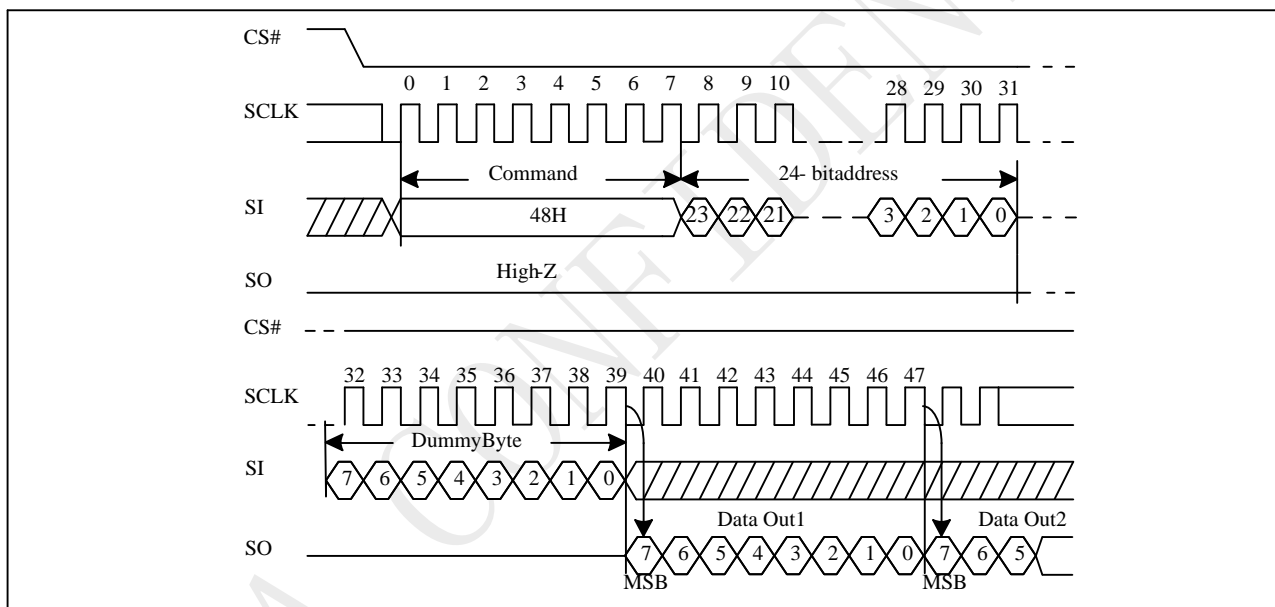 CS#
0 1 2 3 4 5 6 7 8 9 10 28 29 30 31
SCLK
Command 24- bitaddress
SI 48H 23 22 21 3 2 1 0
High-Z
SO
CS#
32 33 34 35 36 37 38 39 40 41 42 43 44 45 46 47
SCLK
DummyByte
SI 7 6 5 4 3 2 1 0
Data Out1 Data Out2
SO 7 6 5 4 3 2 1 0 7 6 5
MSB MSB